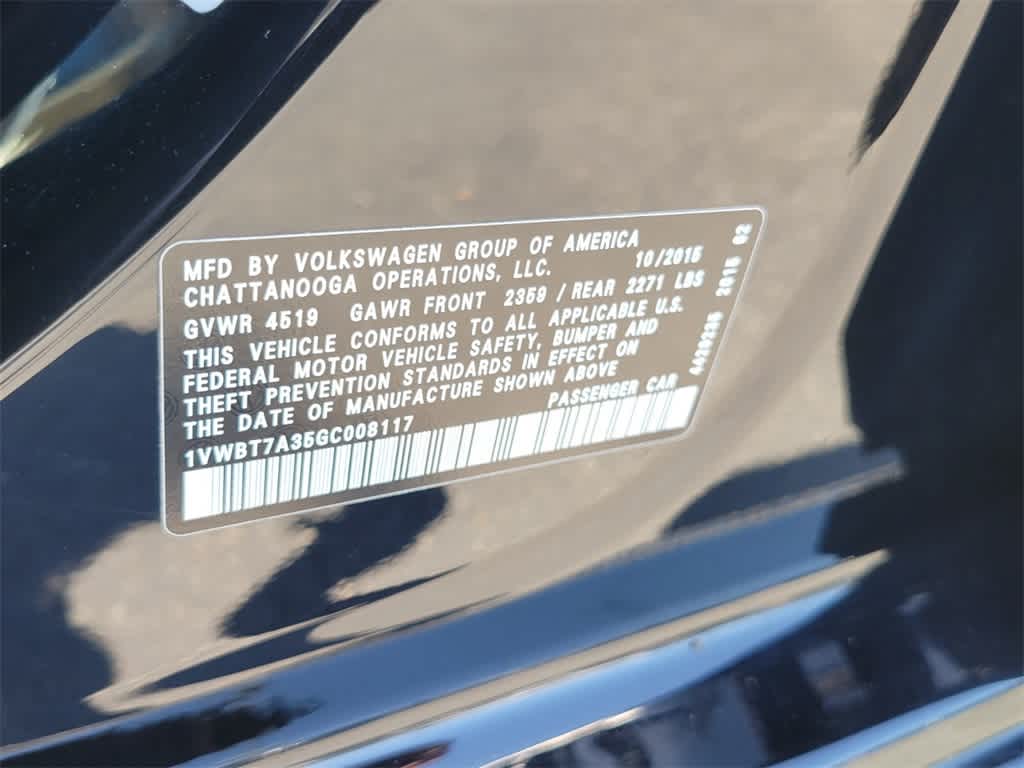 MFD BY VOLKSWAGEN GROUP OF AMERICA 10/2015
CHATTANOOGA OPERATIONS, LLC.
GVWR 4519 GAWR FRONT 2359 / REAR 2271 LBS
THIS VEHICLE CONFORMS TO ALL APPLICABLE U.S.
FEDERAL MOTOR VEHICLE SAFETY, BUMPER AND
THEFT PREVENTION STANDARDS IN EFFECT ON
THE DATE OF MANUFACTURE SHOWN ABOVE
1VWBT7A35GC008117 PASSENGER CAR
2015 02